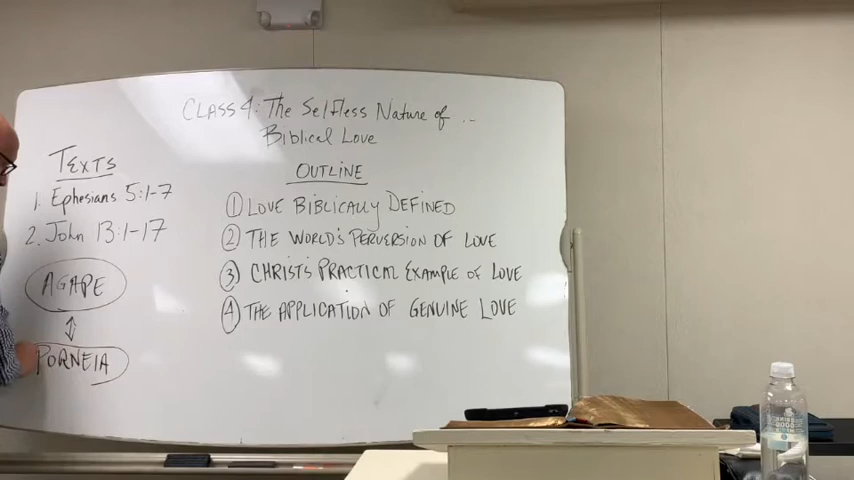 CLASS 4: The Selfless Nature of ...
Biblical Love
TEXTS
1. Ephesians 5:1-7
2. John 13:1-17
AGAPE
PORNEIA
OUTLINE
① LOVE BIBLICALLY DEFINED
② THE WORLD'S PERVERSION OF LOVE
③ CHRIST'S PRACTICAL EXAMPLE OF LOVE
④ THE APPLICATION OF GENUINE LOVE